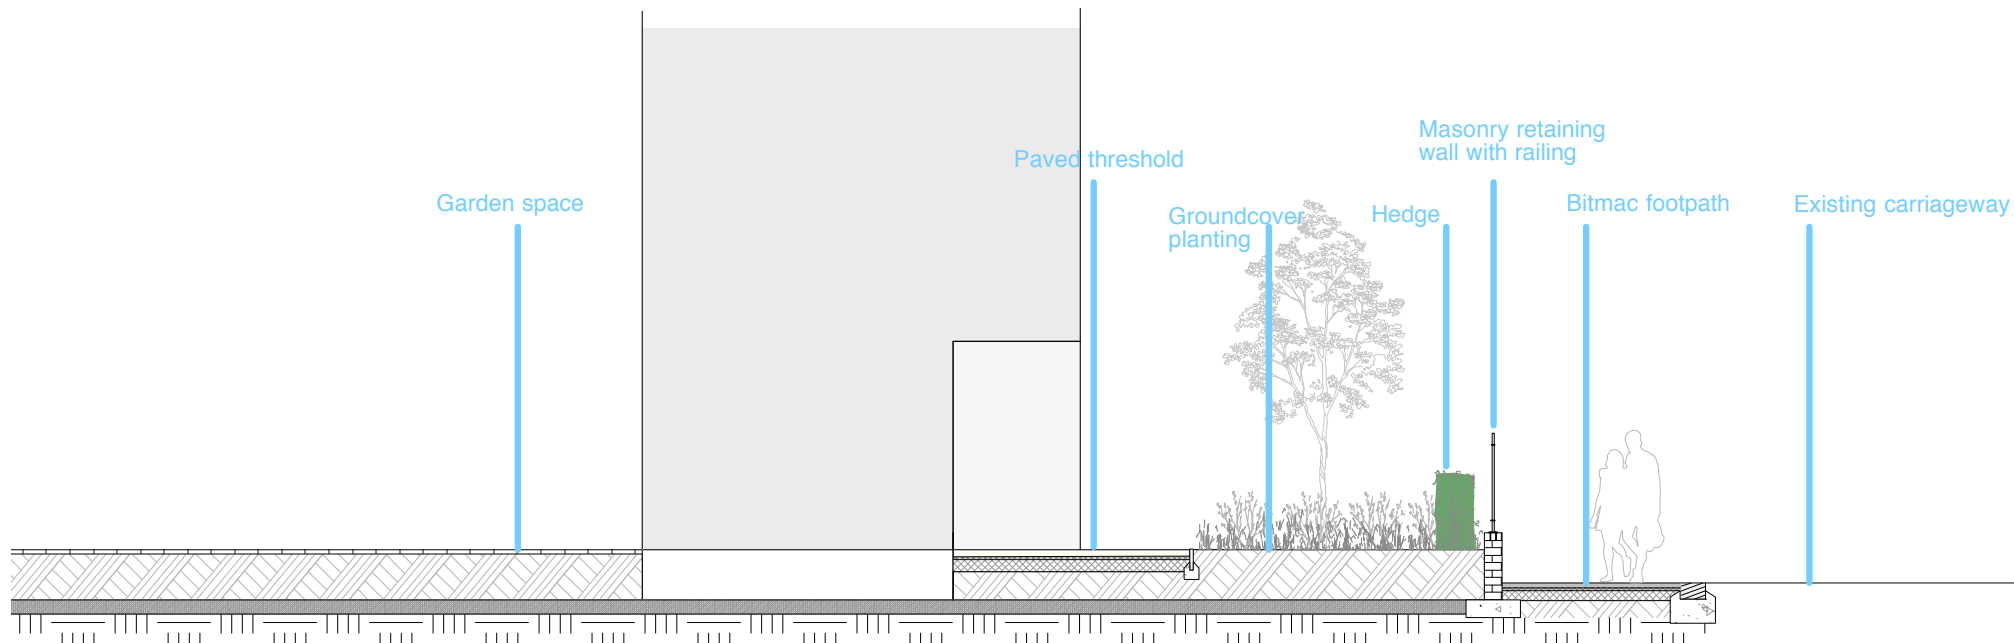 Garden space
Paved threshold
Groundcover
planting
Hedge
Masonry retaining
wall with railing
Bitmac footpath
Existing carriageway